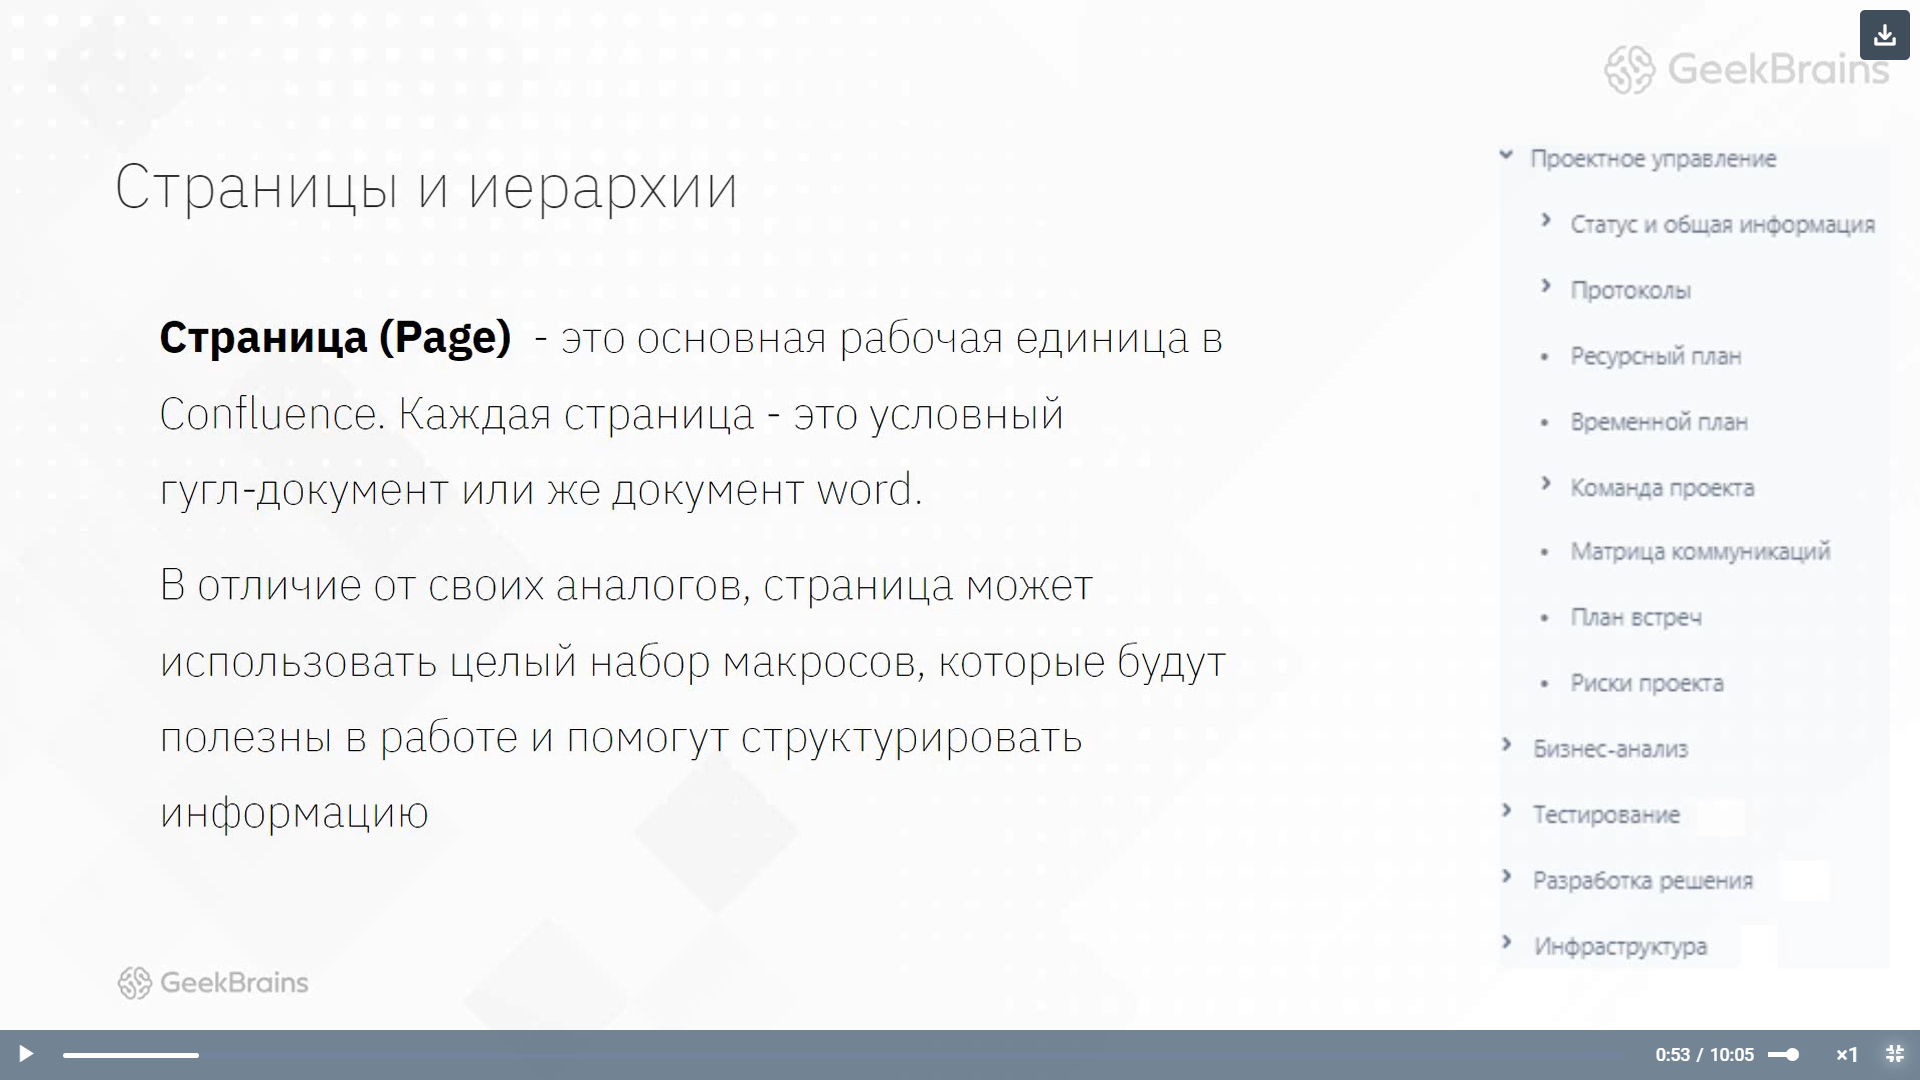 GeekBrains
Страницы и иерархии
Страница (Page) - это основная рабочая единица в
Confluence. Каждая страница - это условный
гугл-документ или же документ word.
В отличие от своих аналогов, страница может
использовать целый набор макросов, которые будут
полезны в работе и помогут структурировать
информацию
Проектное управление
Статус и общая информация
Протоколы
Ресурсный план
Временной план
Команда проекта
Матрица коммуникаций
План встреч
Риски проекта
Бизнес-анализ
Тестирование
Разработка решения
Инфраструктура
GeekBrains
0:53 / 10:05
×1